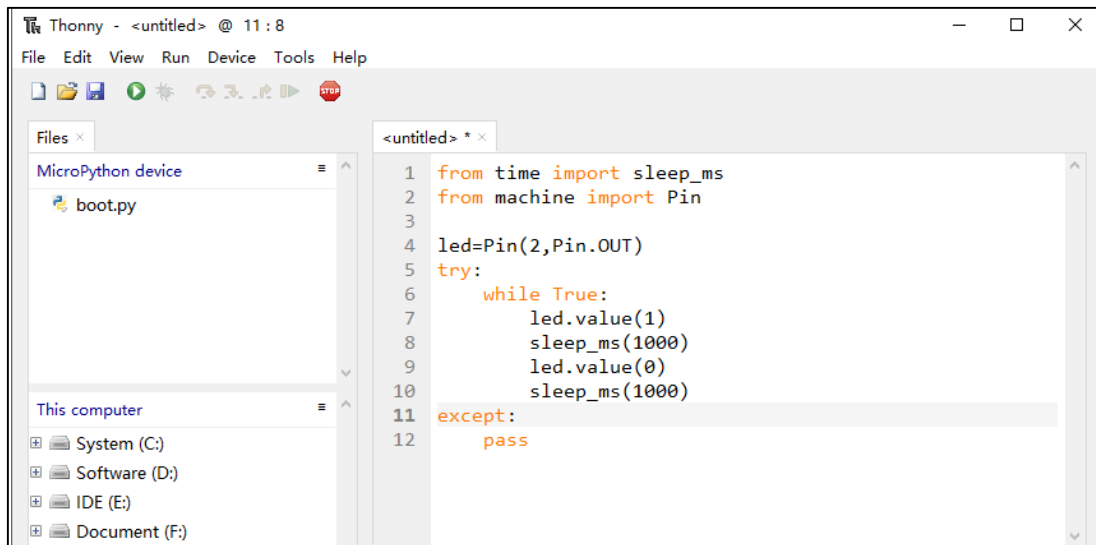 Thonny - <untitled> @ 11 : 8
File Edit View Run Device Tools Help
STOP
Files
<untitled> *
MicroPython device
boot.py
This computer
System (C:)
Software (D:)
IDE (E:)
Document (F:)
1 from time import sleep_ms
2 from machine import Pin
3
4 led=Pin(2,Pin.OUT)
5 try:
6     while True:
7         led.value(1)
8         sleep_ms(1000)
9         led.value(0)
10         sleep_ms(1000)
11 except:
12     pass